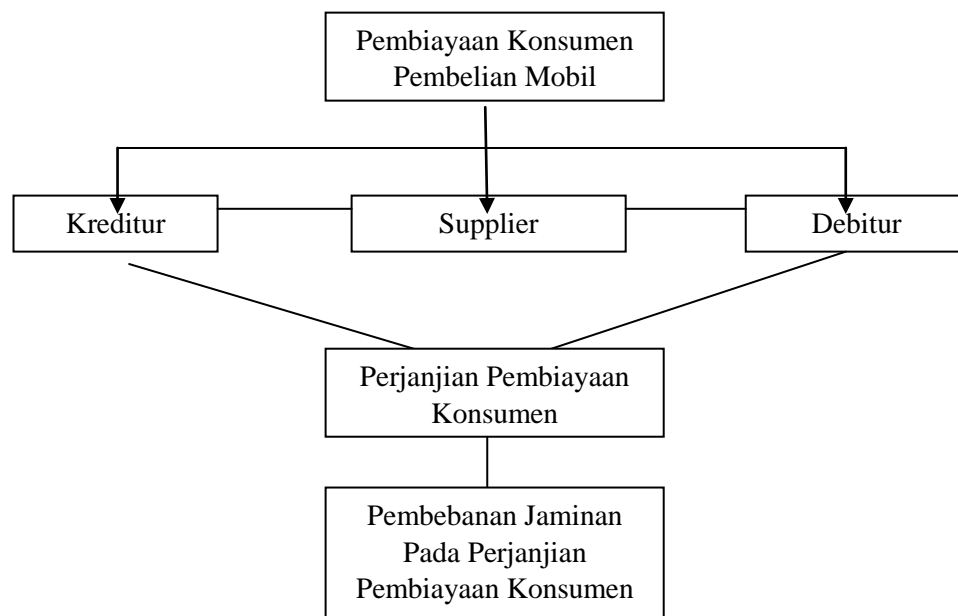 Pembiayaan Konsumen
Pembelian Mobil
Kreditur
Supplier
Debitur
Perjanjian Pembiayaan
Konsumen
Pembebanan Jaminan
Pada Perjanjian
Pembiayaan Konsumen